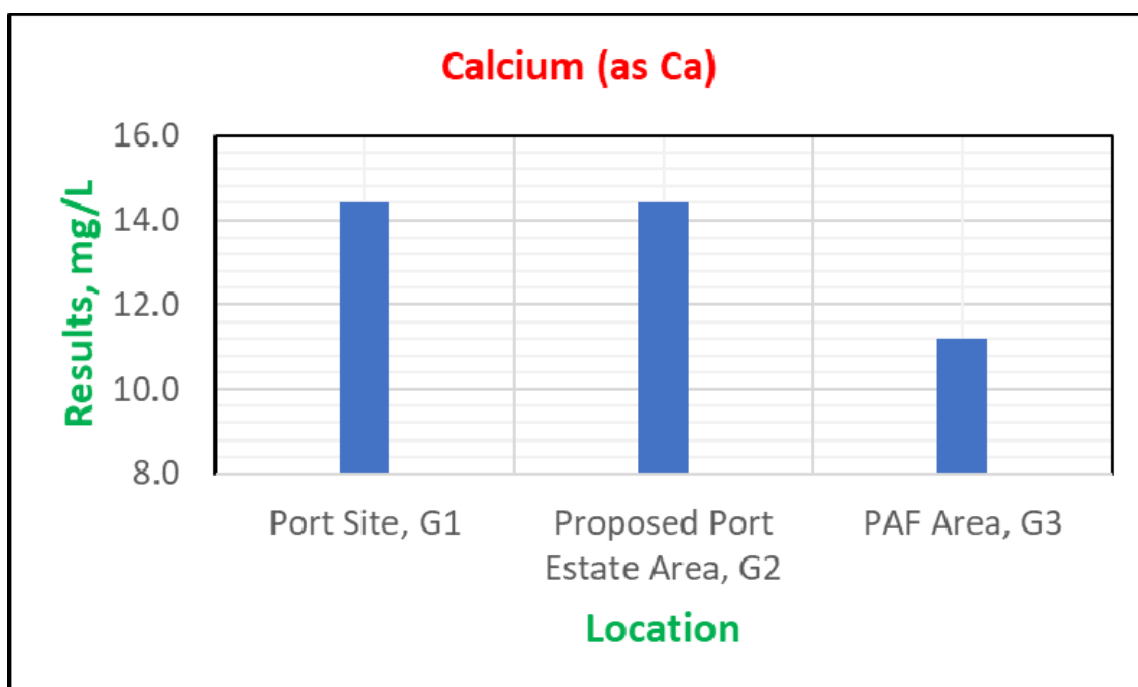 Calcium (as Ca)
Results, mg/L
16.0
14.0
12.0
10.0
8.0
Port Site, G1
Proposed Port
Estate Area, G2
PAF Area, G3
Location